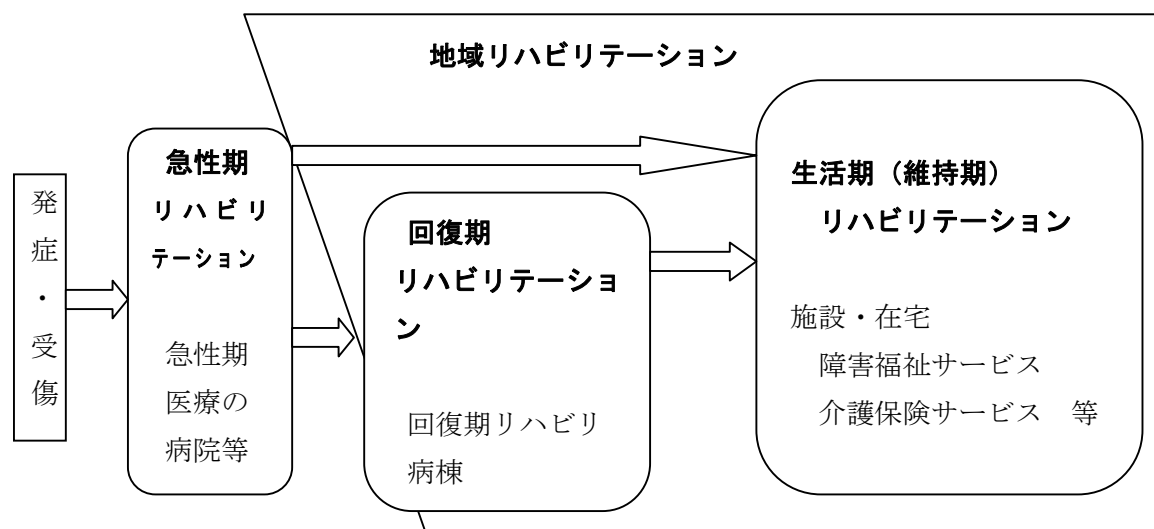 地域リハビリテーション
発症・受傷
急性期
リハビリ
テーション
急性期
医療の
病院等
回復期
リハビリテーショ
ン
回復期リハビリ
病棟
生活期（維持期）
リハビリテーション
施設・在宅
障害福祉サービス
介護保険サービス　等